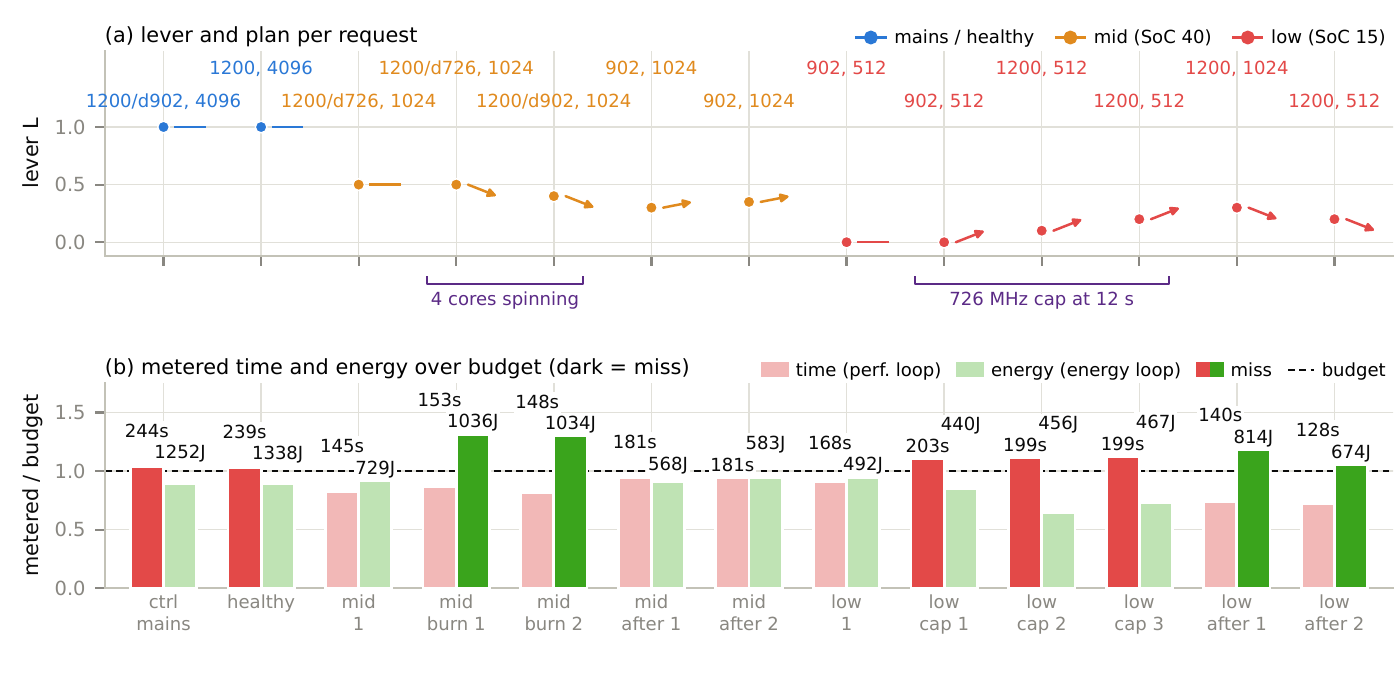 (a) lever and plan per request
mains / healthy mid (SoC 40) low (SoC 15)
1200, 4096 1200/d726, 1024 902, 1024 902, 512 1200, 512 1200, 1024
1200/d902, 4096 1200/d726, 1024 1200/d902, 1024 902, 1024 902, 512 1200, 512 1200, 512
lever L
1.0
0.5
0.0
4 cores spinning 726 MHz cap at 12 s
(b) metered time and energy over budget (dark = miss)
time (perf. loop) energy (energy loop) miss budget
metered / budget
1.5
1.0
0.5
0.0
244s 239s 145s 153s 148s 181s 181s 168s 203s 199s 199s 140s 128s
1252J 1338J 729J 1036J 1034J 568J 583J 492J 440J 456J 467J 814J 674J
ctrl healthy mid mid mid mid mid low low low low low low
mains 1 burn 1 burn 2 after 1 after 2 1 cap 1 cap 2 cap 3 after 1 after 2